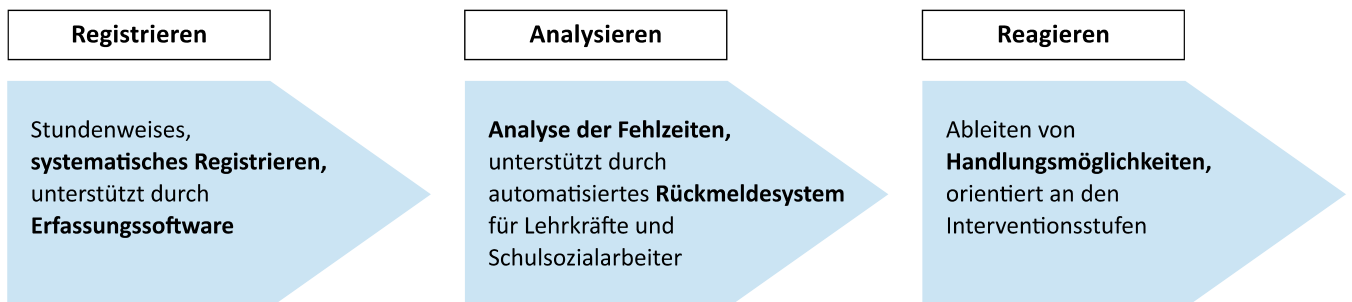 Registrieren
Stundenweises,
systematisches Registrieren,
unterstützt durch
Erfassungssoftware
Analysieren
Analyse der Fehlzeiten,
unterstützt durch
automatisiertes Rückmeldesystem
für Lehrkräfte und
Schulsozialarbeiter
Reagieren
Ableiten von
Handlungsmöglichkeiten,
orientiert an den
Interventionsstufen